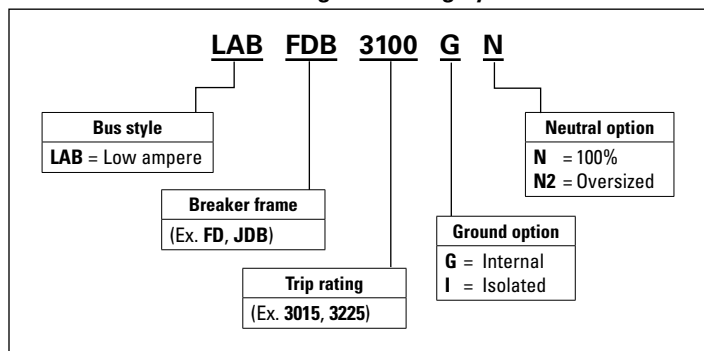 LAB FDB 3100 G N
Bus style
LAB = Low ampere
Neutral option
N = 100%
N2 = Oversized
Breaker frame
(Ex. FD, JDB)
Ground option
G = Internal
I = Isolated
Trip rating
(Ex. 3015, 3225)